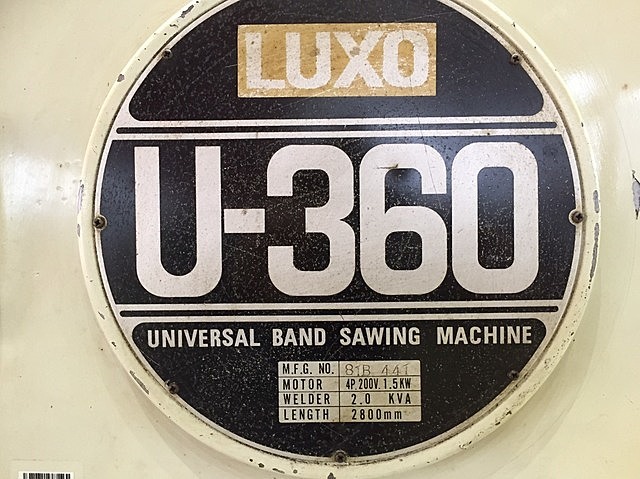 LUXO
U-360
UNIVERSAL BAND SAWING MACHINE
M.F.G. NO. 81B 441
MOTOR 4P,200V.1.5KW
WELDER 2.0 KVA
LENGTH 2800mm